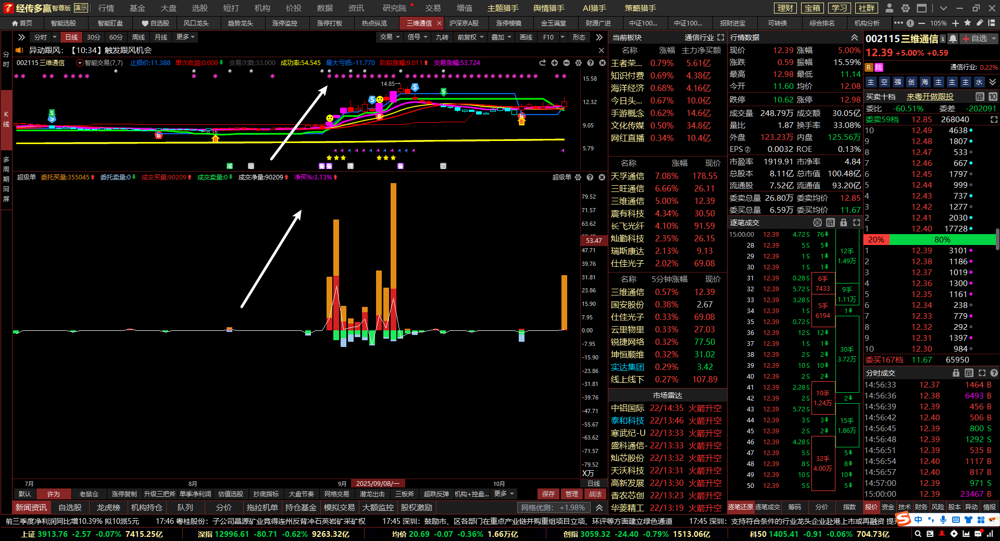 经传多赢 智尊版 演示 行情 基金 大盘 选股 短打 机构 价投 数据 资讯 研究院 交易 增值 主题猎手 舆情猎手 AI猎手 策略猎手 理财 宝箱 学习 社群
首页 智能选股 智能盯盘 自选股 风口龙头 趋势龙头 涨停监控 涨停打板 热点纵览 三维通信 沪深京A股 涨停棱镜 金玉满堂 财源广进 中证100... 中证100... 招财进宝 可转债 综合排名 机构分析 105%
分时 日线 30分 60分 周线 月线 更多 交易 信号 九转 前复权 叠加 画线 F10 形态
异动跟风: 【10:34】触发跟风机会
002115 三维通信 智能交易(7,7) 止损价:11.388 单次收益:0.000 交易次数:33.000 成功率:54.545 最大亏损:-11.770 阶段涨幅:9.011 交易涨幅:53.724
分时
K线
多周期同屏
14.85
15.58
12.32
9.05
5.79
超级单 委托买量:355045 委托卖量:0 成交买量:90209 成交卖量:0 成交净量:90209 净买%:3.13% 超级单
79.52
71.57
63.62
53.47
47.71
39.76
31.81
23.86
15.90
7.95
0.00
-7.95
-15.90
-23.86
-31.81
-39.76
-47.71
-55.67
-63.62
-71.57
-79.52
X万
7月 8月 9月 2025/09/08/一 10月 日线
默认 许为 老鼠仓 涨停复制 升级三把斧 单季净利润 估值选股 抄底指标 大盘节奏 网格交易 潜龙出击 三板斧 超跌反弹 机构+控盘... 更多 保存 管理 战法
新闻资讯 自选股 龙虎榜 机构持仓 队列 分价 拖拉机单 持仓基金 模拟交易 大额监控 股权激励 网格优测: +1.98%
当前板块 通信行业
名称 涨幅 主力净买额
王者荣... 0.79% 5.61亿
知识付费 0.69% 4.38亿
海洋经济 0.68% 4.16亿
今日头... 0.67% 10.0亿
手游概念 0.62% 14.6亿
文化传媒 0.50% 34.8亿
网红直播 0.34% 10.4亿
名称 涨幅 现价
天孚通信 7.08% 178.55
三旺通信 6.66% 26.11
三维通信 5.00% 12.39
震有科技 4.34% 30.50
长飞光纤 4.10% 91.59
灿勤科技 2.35% 26.15
瑞斯康达 2.13% 9.13
仕佳光子 2.02% 69.08
名称 5分钟涨幅 现价
三维通信 0.57% 12.39
国安股份 0.38% 2.67
仕佳光子 0.33% 69.08
云里物里 0.33% 27.03
锐捷网络 0.32% 77.50
坤恒顺维 0.32% 31.02
实达集团 0.29% 3.42
线上线下 0.27% 107.89
市场雷达
中铝国际 22/14:35 火箭升空
泰和科技 22/13:46 火箭升空
寒武纪-U 22/13:33 火箭升空
盛科通信- 22/13:33 火箭升空
灿芯股份 22/13:32 火箭升空
天沃科技 22/13:31 火箭升空
高新发展 22/13:30 火箭升空
香农芯创 22/13:23 火箭升空
华菱精工 22/13:19 火箭升空
行情数据
现价 12.39 涨幅 5.00%
涨跌 0.59 振幅 15.59%
最高 12.98 最低 11.14
今开 11.60 均价 12.08
跌停 10.62 涨停 12.98
成交量 248.79万 成交额 30.05亿
量比 1.87 换手率 33.08%
外盘 123.23万 内盘 125.56万
EPS② 0.0032 ROE 0.13%
市盈率 1919.91 市净率 4.84
总股本 8.11亿 总市值 100.48亿
流通股 7.52亿 流通值 93.20亿
委卖总量 26.80万 委卖均价 12.85
委买总量 6.59万 委买均价 11.67
逐笔成交
15:00:00 12.39 4.72S 76
28 12.39 5S 5
29 12.39 1S 1
30 12.39 1S 1
31 12.39 0.28S
32 12.39 5.72S
33 12.39 3.28S
34 12.39 1S
35 12.39 0.72S
36 12.39 12S 12
37 12.39 1S 1
38 12.39 2S 2
39 12.39 10S 10
40 12.39 2S 2
41 12.39 2.28S
42 12.39 2S
43 12.39 5.72S
44 12.39 3S 3
45 12.39 2S 2
46 12.39 4.28S
47 12.39 5S
48 12.39 8S
49 12.39 10S
50 12.39 5S
6手
7433
5手
6194
10手
1.24万
32手
4.00万
12手
1.49万
9手
1.11万
1
30手
3.72万
2
15手
1.86万
5
8
10
5
逐笔还原 逐笔成交 筹码 分价 指数
002115 三维通信 自选
12.39 +5.00% +0.59
R 陆 通信行业: 0.22%
主 空 强 创 海 主 主 主 水
买卖十档 来粤开做跟投 量 10
委比 -60.51% 委差 -202091
委卖59档 12.85 268040
10 12.49 4638
9 12.48 1807
8 12.47 533
7 12.46 667
6 12.45 1797
5 12.44 999
4 12.43 737
3 12.42 1277
2 12.41 2030
1 12.40 17728
20% 80%
1 12.39 3101
2 12.38 1186
3 12.37 1019
4 12.36 1300
5 12.35 1161
6 12.34 238
7 12.33 779
8 12.32 292
9 12.31 1397
10 12.30 984
委买167档 11.67 65950
分时成交
14:56:33 12.37 1464 B
14:56:36 12.38 6493 B
14:56:39 12.39 456 B
14:56:42 12.40 506 B
14:56:45 12.39 800 S
14:56:48 12.39 1292 S
14:56:51 12.39 535 B
14:56:54 12.40 1117 B
14:56:57 12.40 817 B
14:57:00 12.39 971 S
15:00:00 12.39 23467 B
报价 资金 技术 财务 风险 股本 异动 情报
前三季度净利润同比增10.39% 拟10派5元 17:46 粤桂股份: 子公司晶源矿业竞得连州反背冲石英岩矿采矿权 17:45 深圳: 鼓励市、区各部门在重点产业链并购重组项目立项、环评等方面建立绿色通道 17:45 深圳: 支持符合条件的行业龙头企业赴港上市或再融资 提升
中
上证 3913.76 -2.57 -0.07% 7415.25亿 深指 12996.61 -80.71 -0.62% 9263.32亿 均价 20.69 -0.07 -0.36% 1.66万亿 创指 3059.32 -24.40 -0.79% 1513.06亿 科50 1405.41 -0.91 -0.06% 704.73亿